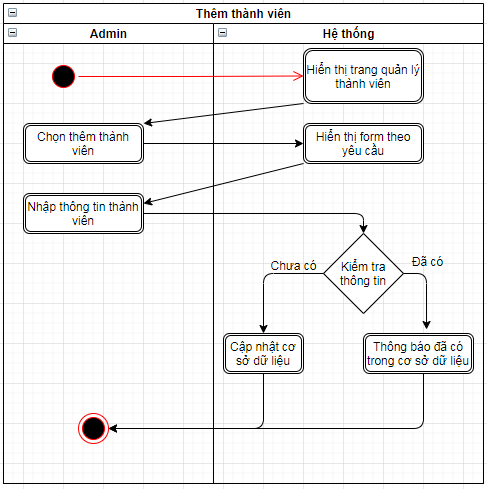 Thêm thành viên
Admin
Hệ thống
Hiển thị trang quản lý
thành viên
Chọn thêm thành
viên
Hiển thị form theo
yêu cầu
Nhập thông tin thành
viên
Kiểm tra
thông tin
Chưa có
Đã có
Cập nhật cơ
sở dữ liệu
Thông báo đã có
trong cơ sở dữ liệu